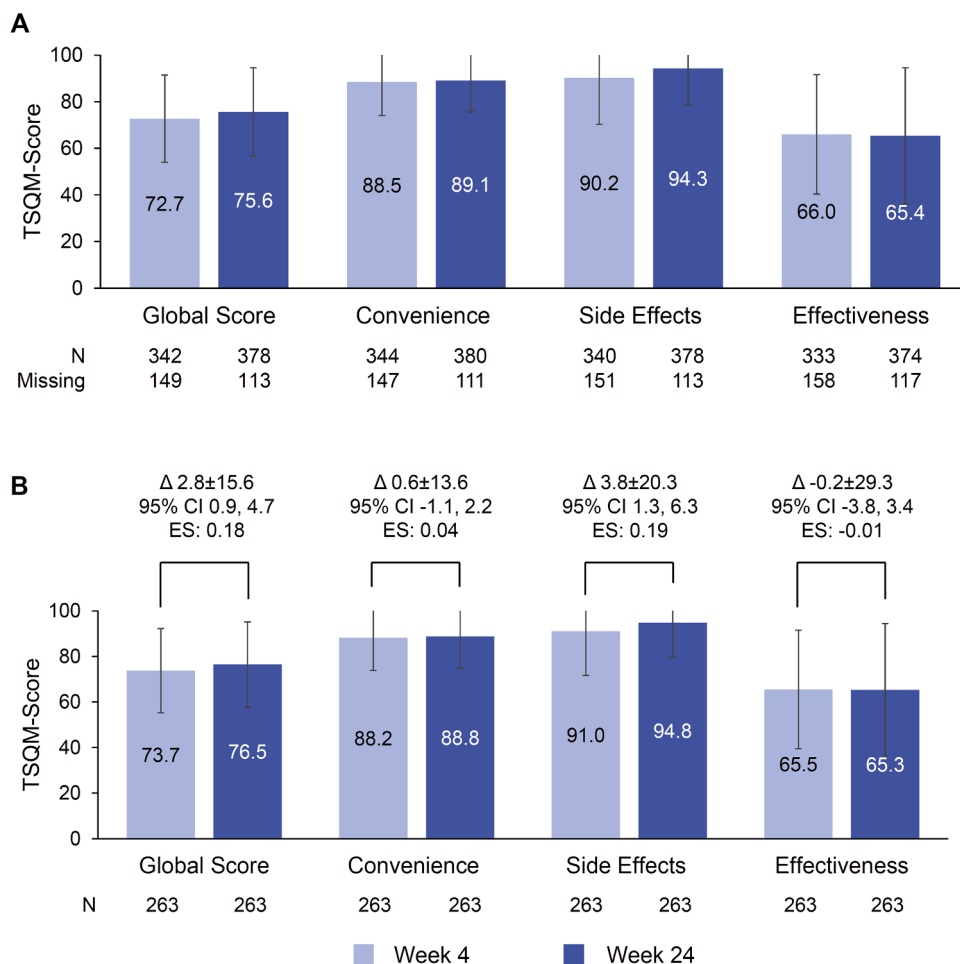 A
TSQM-Score
100
80
60
40
20
0
72.7 75.6 88.5 89.1 90.2 94.3 66.0 65.4
Global Score Convenience Side Effects Effectiveness
N 342 378 344 380 340 378 333 374
Missing 149 113 147 111 151 113 158 117
B
Δ 2.8±15.6
95% CI 0.9, 4.7
ES: 0.18
Δ 0.6±13.6
95% CI -1.1, 2.2
ES: 0.04
Δ 3.8±20.3
95% CI 1.3, 6.3
ES: 0.19
Δ -0.2±29.3
95% CI -3.8, 3.4
ES: -0.01
TSQM-Score
100
80
60
40
20
0
73.7 76.5 88.2 88.8 91.0 94.8 65.5 65.3
Global Score Convenience Side Effects Effectiveness
N 263 263 263 263 263 263 263 263
Week 4 Week 24